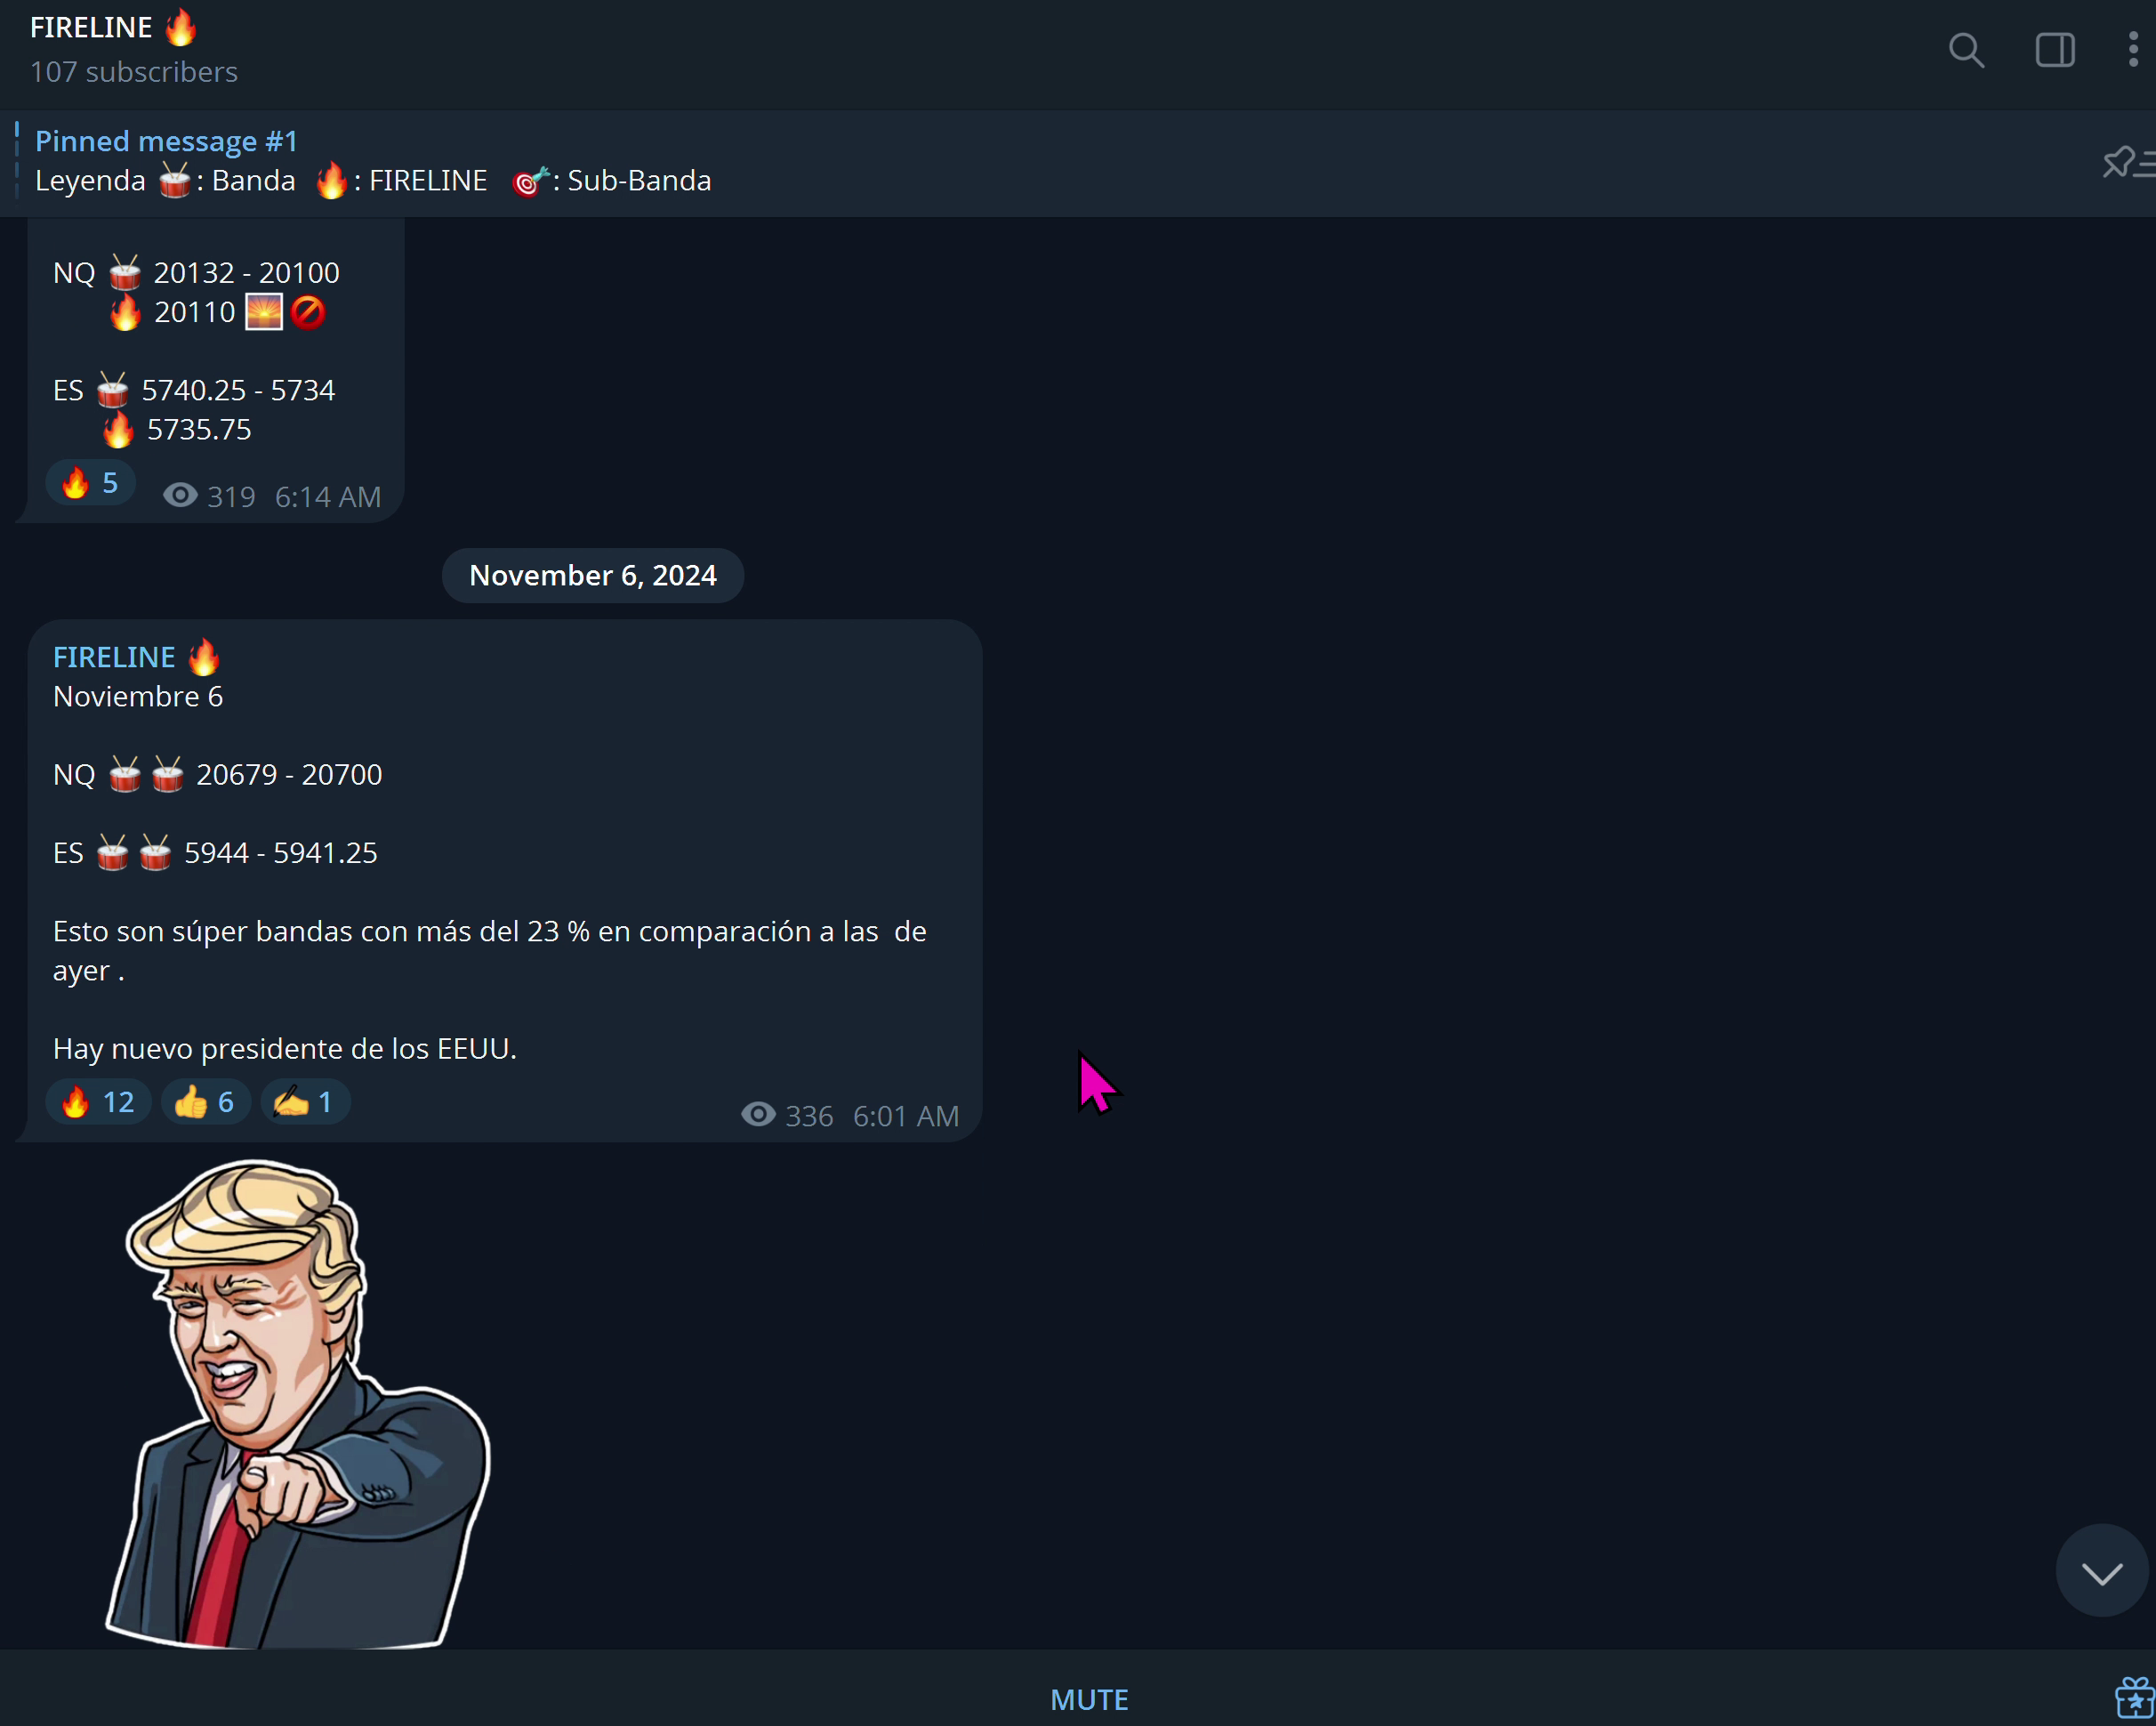 FIRELINE 🔥
107 subscribers
Pinned message #1
Leyenda 🥁: Banda 🔥: FIRELINE 🎯: Sub-Banda
NQ 🥁 20132 - 20100
🔥 20110 🌅🚫
ES 🥁 5740.25 - 5734
🔥 5735.75
🔥 5 319 6:14 AM
November 6, 2024
FIRELINE 🔥
Noviembre 6
NQ 🥁 🥁 20679 - 20700
ES 🥁 🥁 5944 - 5941.25
Esto son súper bandas con más del 23 % en comparación a las  de
ayer .
Hay nuevo presidente de los EEUU.
🔥 12 👍 6 ✍️ 1 336 6:01 AM
MUTE